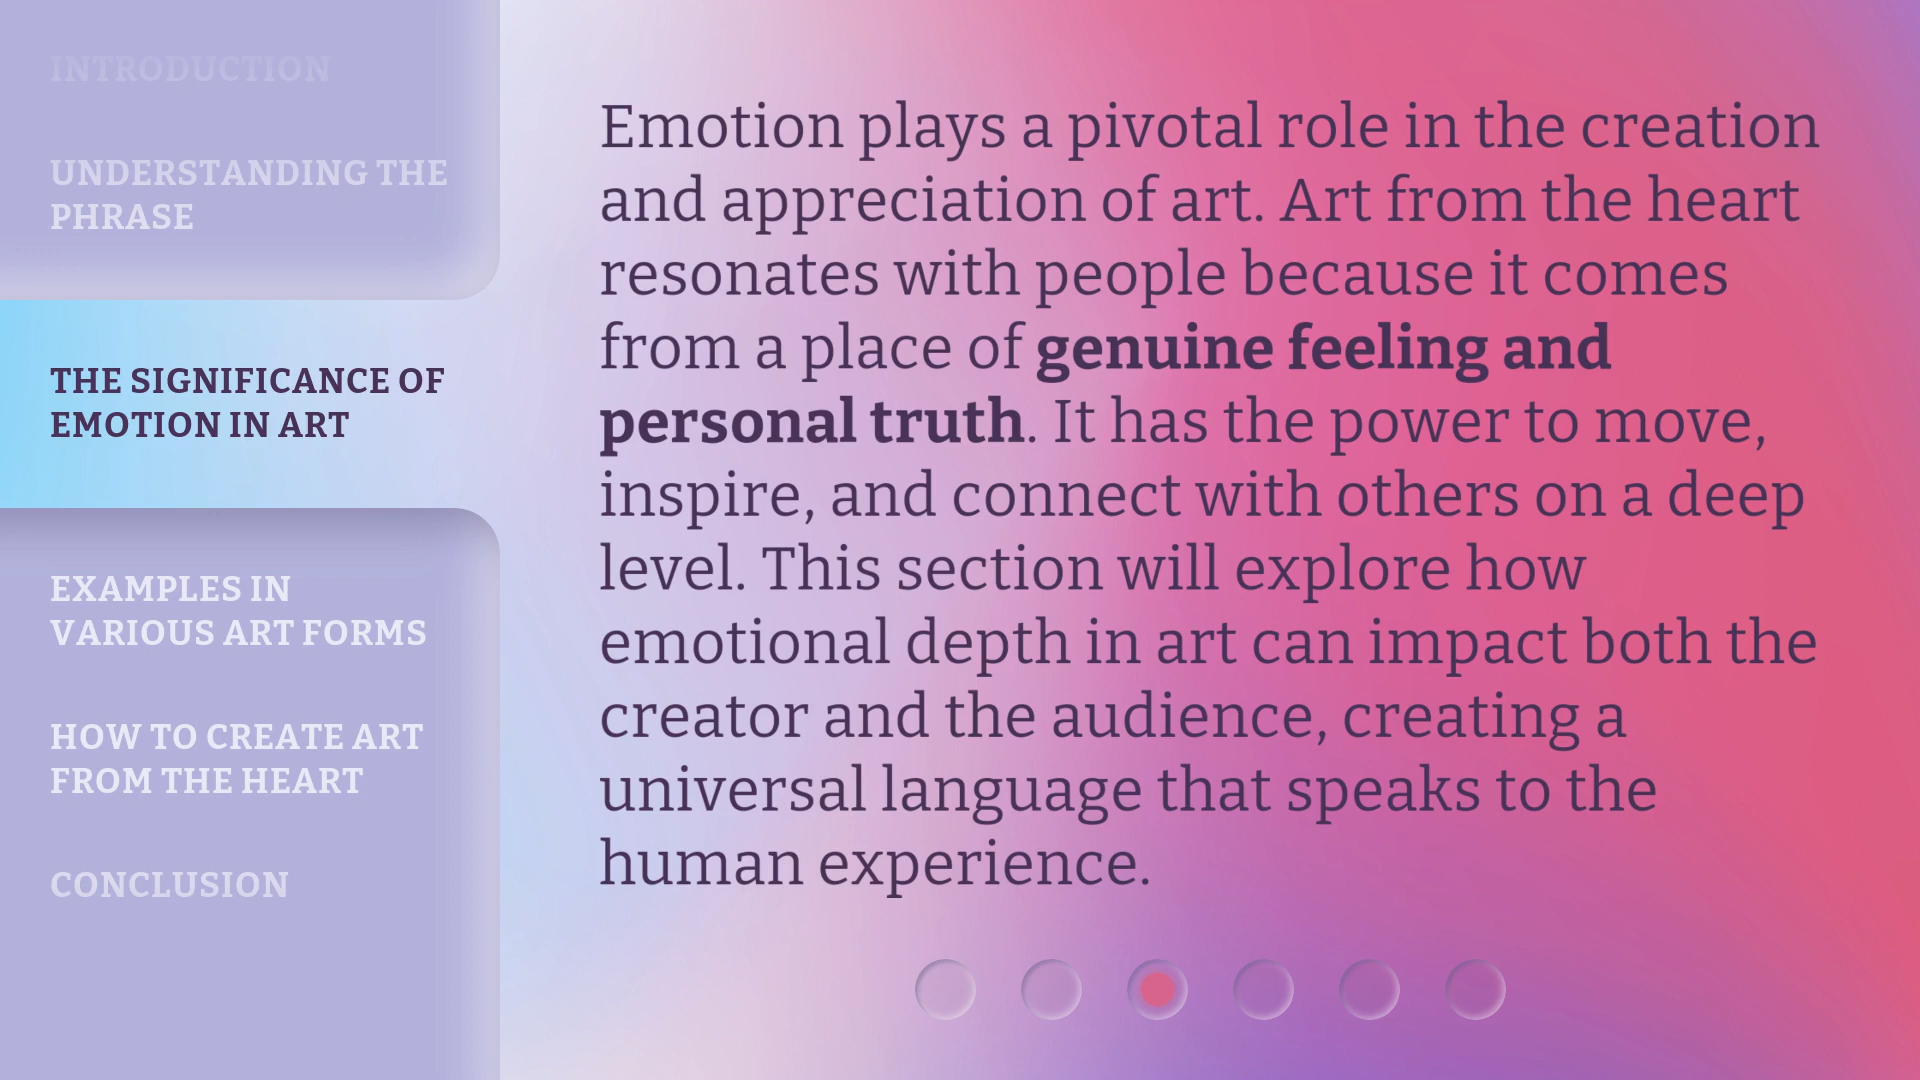 INTRODUCTION
UNDERSTANDING THE
PHRASE
THE SIGNIFICANCE OF
EMOTION IN ART
EXAMPLES IN
VARIOUS ART FORMS
HOW TO CREATE ART
FROM THE HEART
CONCLUSION
Emotion plays a pivotal role in the creation
and appreciation of art. Art from the heart
resonates with people because it comes
from a place of genuine feeling and
personal truth. It has the power to move,
inspire, and connect with others on a deep
level. This section will explore how
emotional depth in art can impact both the
creator and the audience, creating a
universal language that speaks to the
human experience.